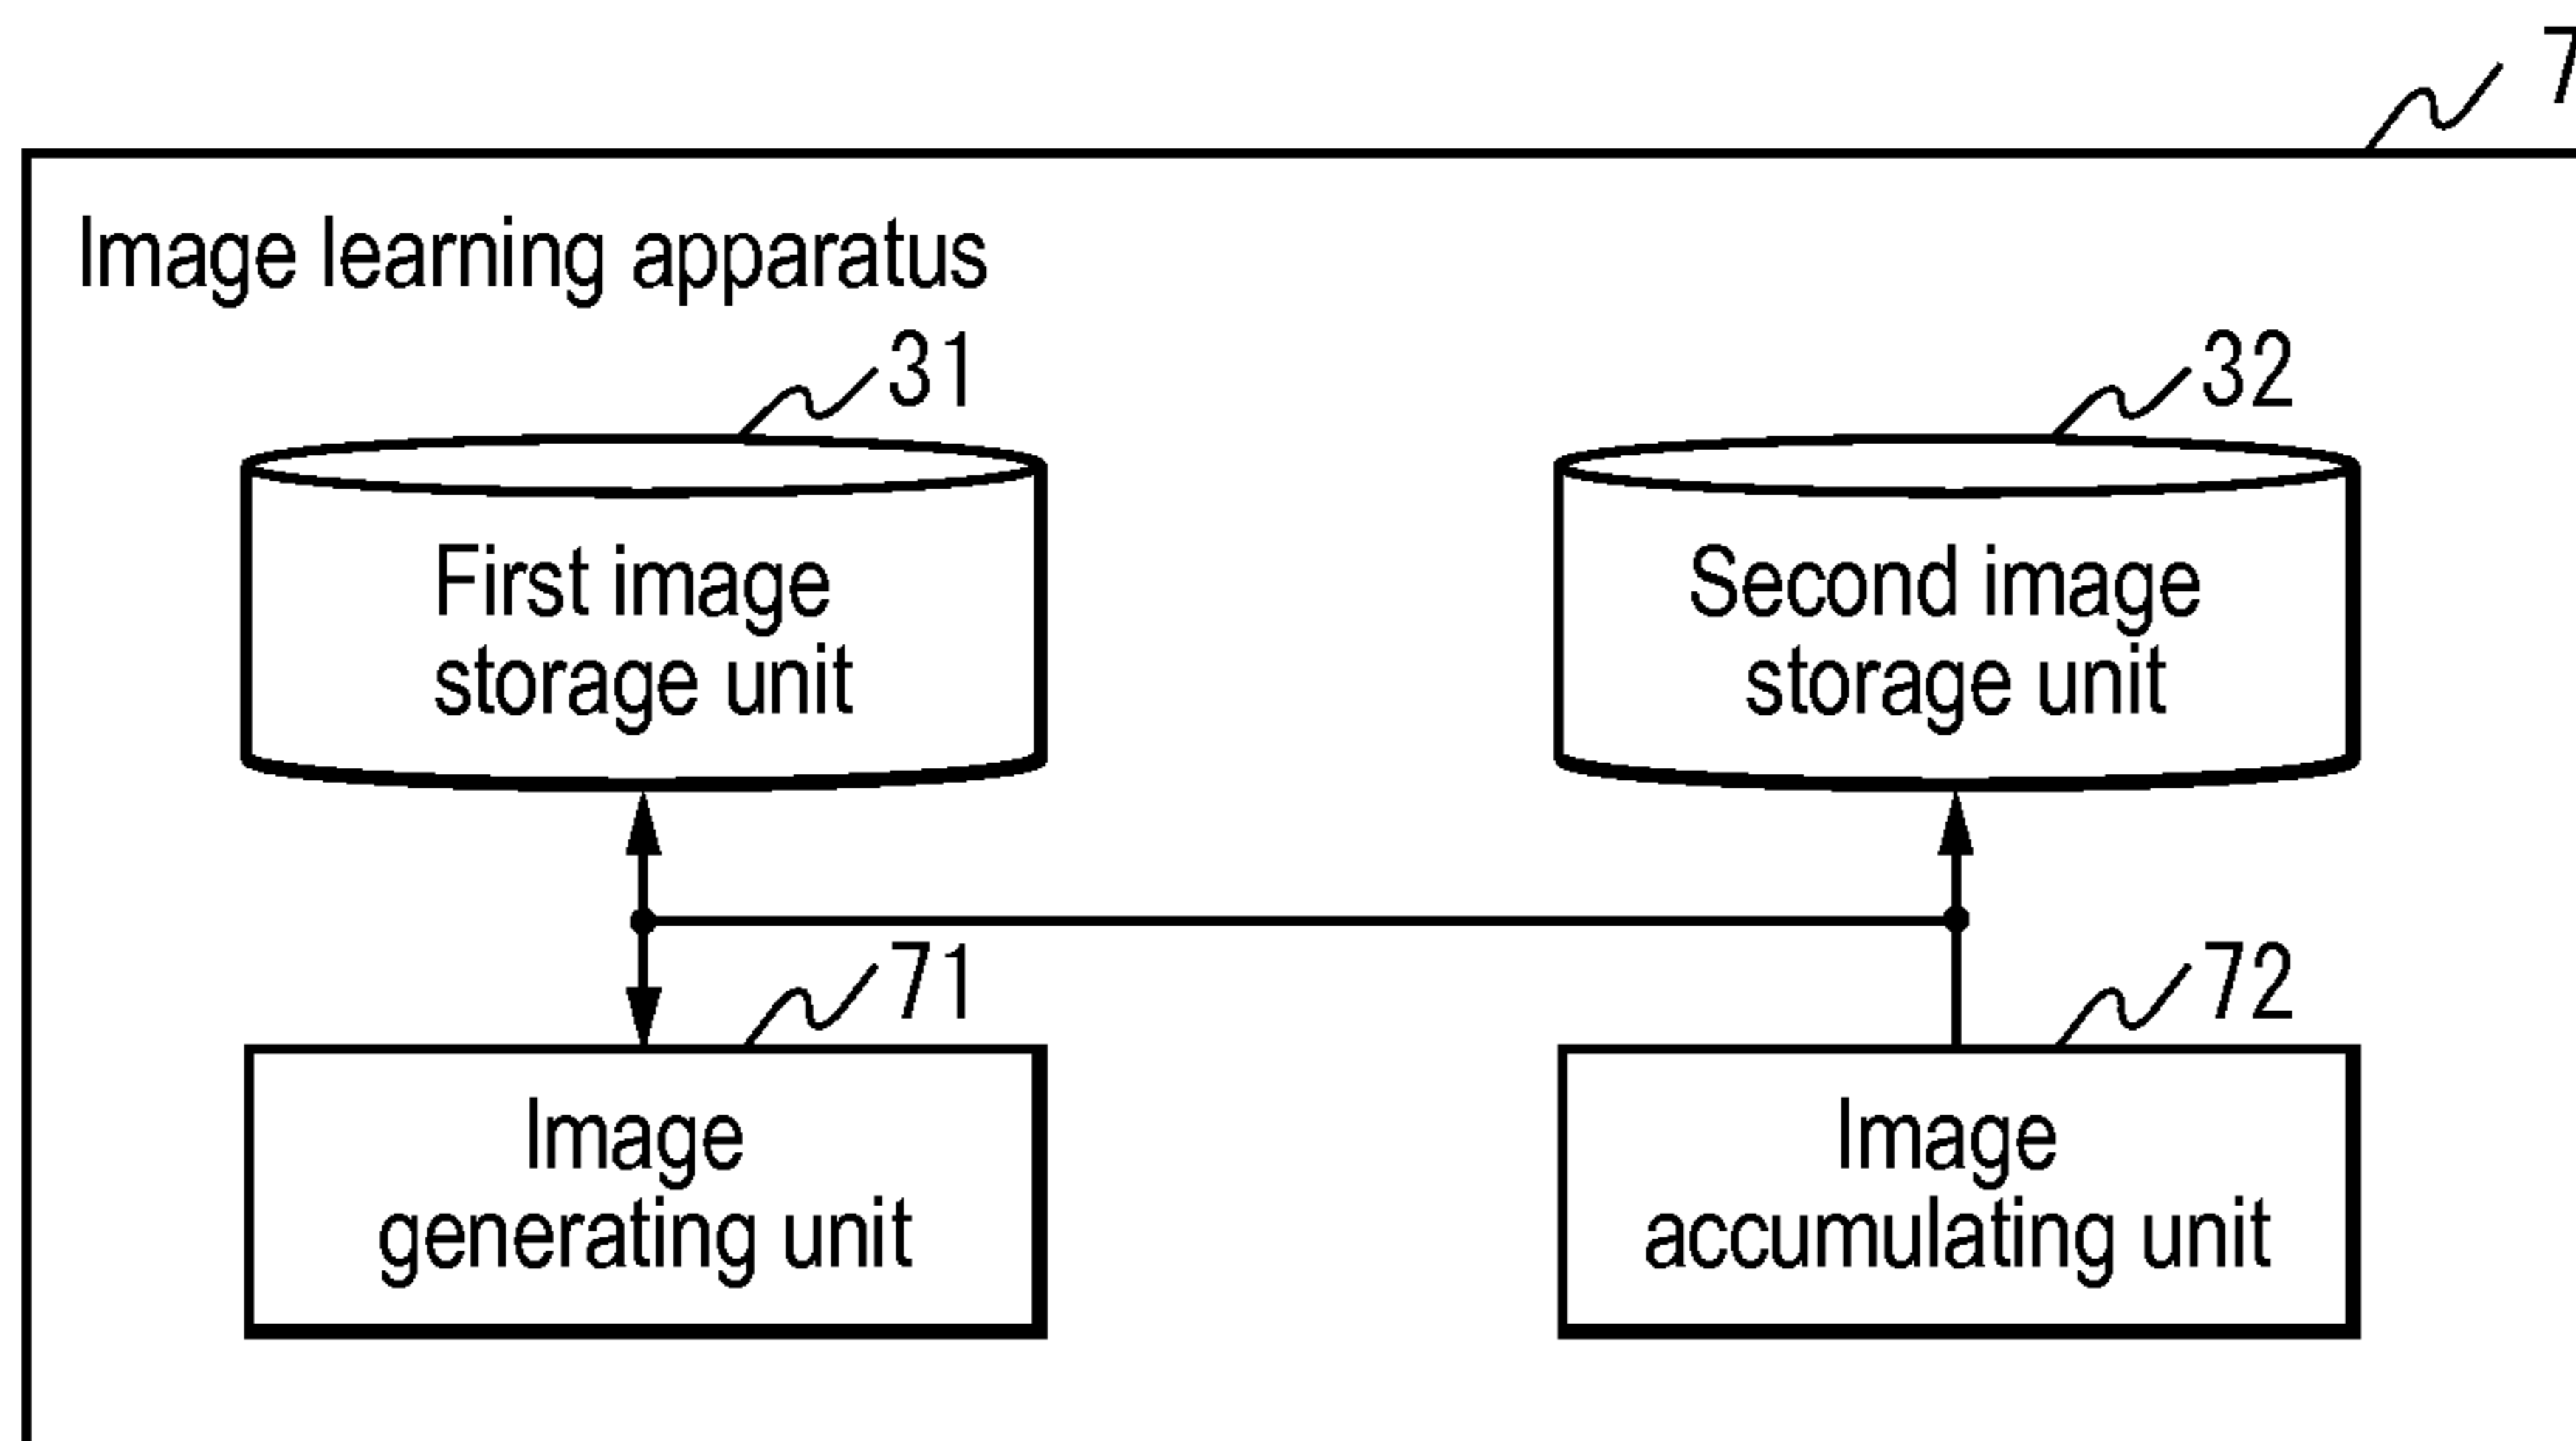 7
Image learning apparatus
31
32
First image
storage unit
Second image
storage unit
71
72
Image
generating unit
Image
accumulating unit